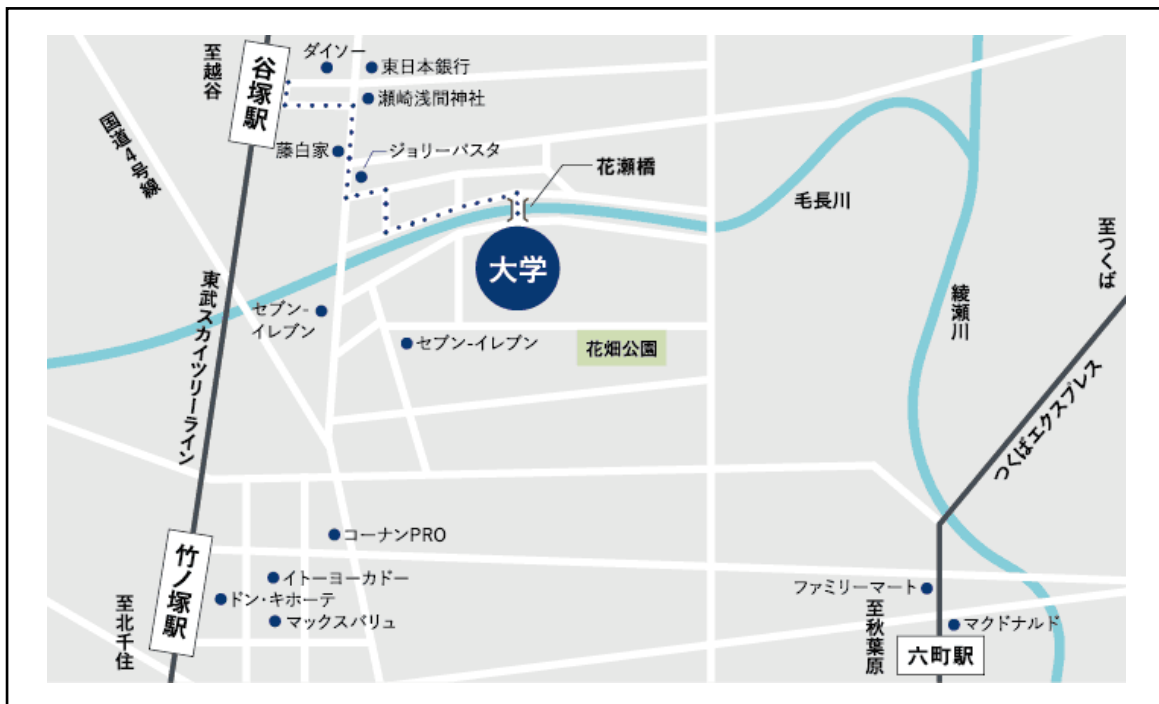 ダイソー
東日本銀行
至越谷
谷塚駅
瀬崎浅間神社
国道4号線
藤白家
ジョリーパスタ
花瀬橋
毛長川
至つくば
大学
東武スカイツリーライン
セブン-
イレブン
綾瀬川
セブン-イレブン
花畑公園
つくばエクスプレス
コーナンPRO
竹ノ塚駅
イトーヨーカドー
ドン・キホーテ
マックスバリュ
至北千住
ファミリーマート
至秋葉原
マクドナルド
六町駅